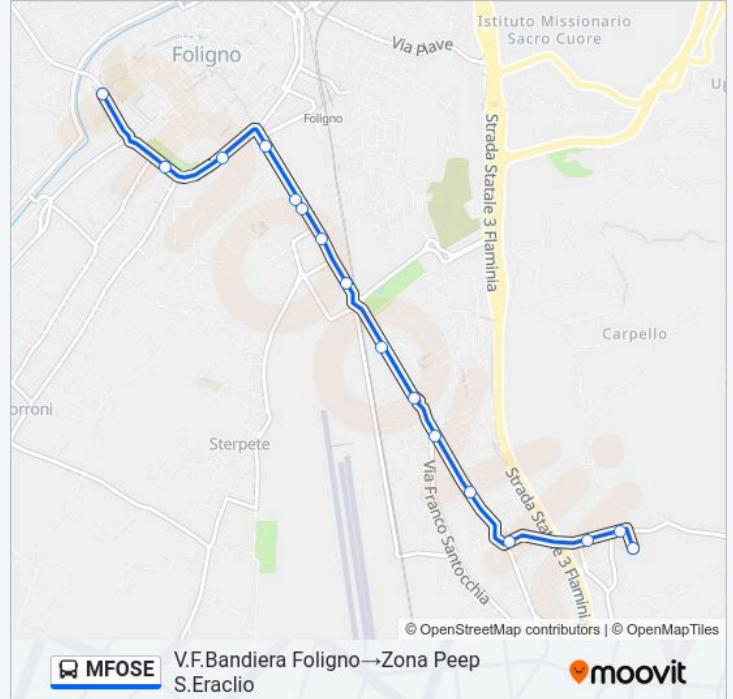 Istituto Missionario
Sacro Cuore
Foligno
Via Piave
Foligno
Strada Statale 3 Flaminia
Carpello
orroni
Sterpete
Via Franco Santocchia
Strada Statale 3 Flaminia
© OpenStreetMap contributors | © OpenMapTiles
MFOSE
V.F.Bandiera Foligno→Zona Peep
S.Eraclio
moovit